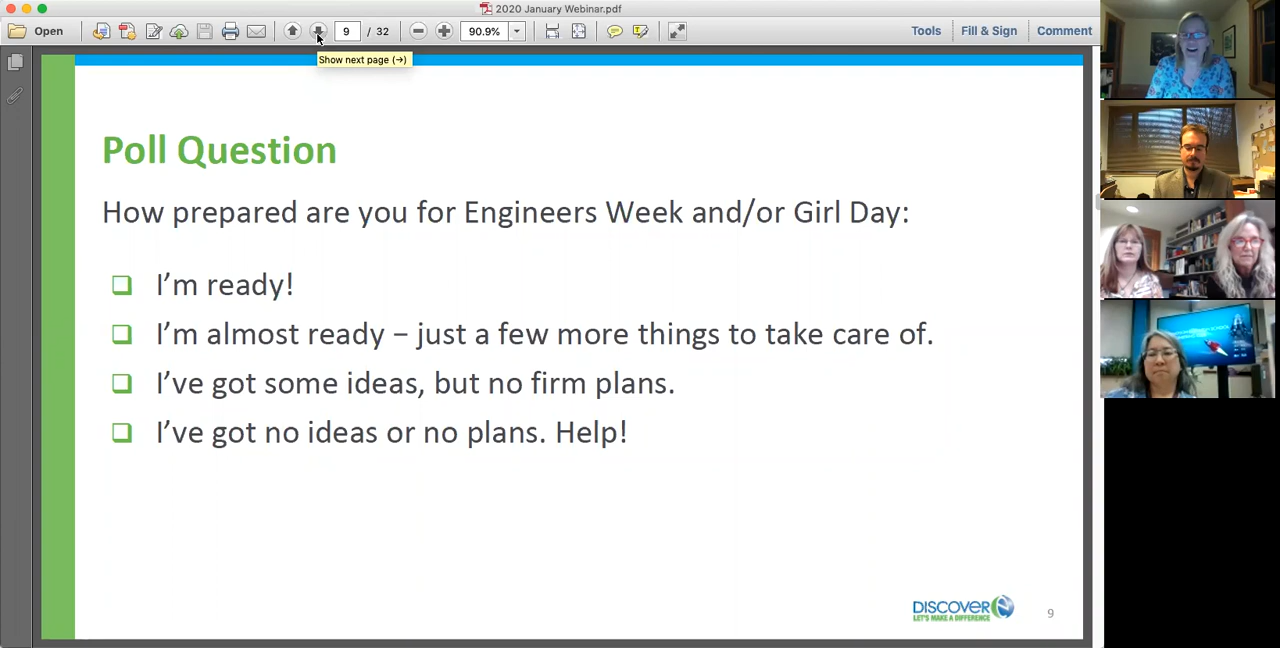 2020 January Webinar.pdf
Open
9 / 32
90.9%
Tools
Fill & Sign
Comment
Show next page (→)
Poll Question
How prepared are you for Engineers Week and/or Girl Day:
I'm ready!
I'm almost ready – just a few more things to take care of.
I've got some ideas, but no firm plans.
I've got no ideas or no plans. Help!
DISCOVERE
LET'S MAKE A DIFFERENCE
9